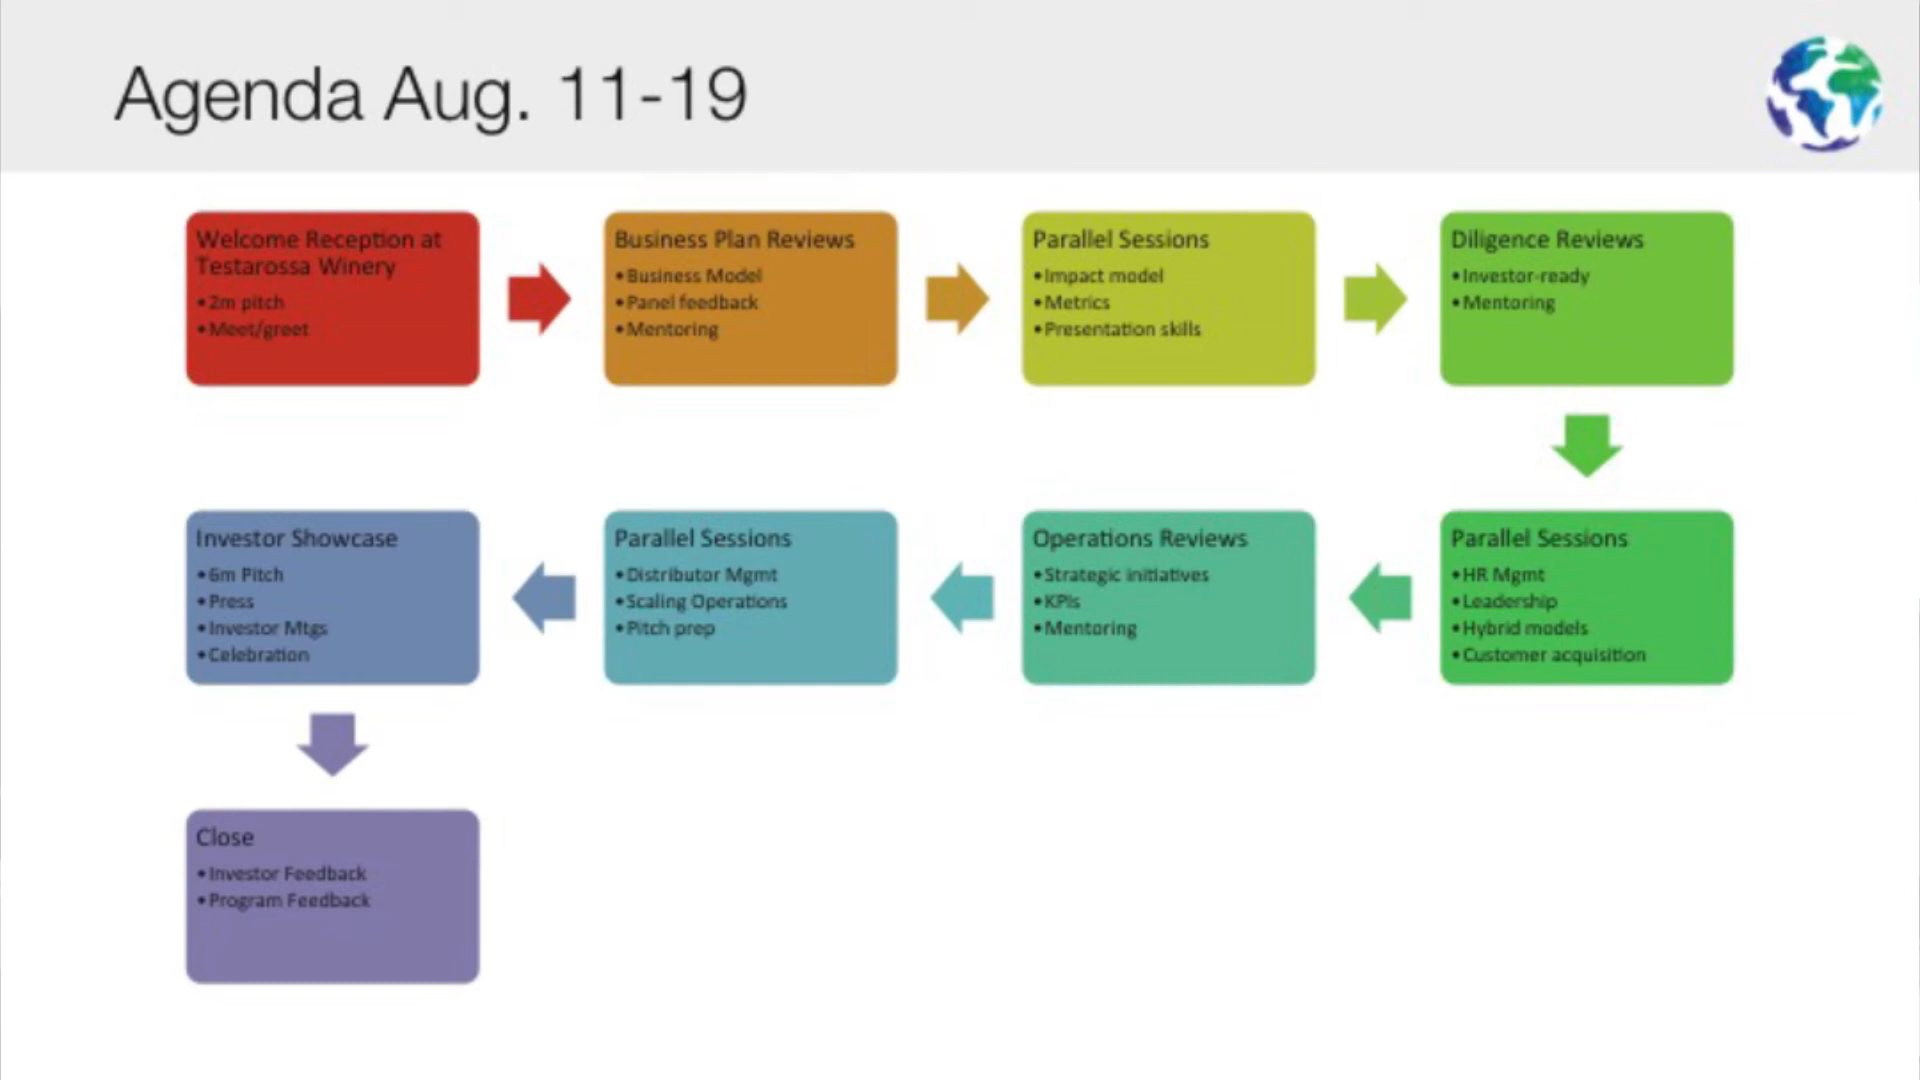 Agenda Aug. 11-19
Welcome Reception at
Testarossa Winery
•2m pitch
•Meet/greet
Business Plan Reviews
•Business Model
•Panel feedback
•Mentoring
Parallel Sessions
•Impact model
•Metrics
•Presentation skills
Diligence Reviews
•Investor-ready
•Mentoring
Parallel Sessions
•HR Mgmt
•Leadership
•Hybrid models
•Customer acquisition
Operations Reviews
•Strategic initiatives
•KPIs
•Mentoring
Parallel Sessions
•Distributor Mgmt
•Scaling Operations
•Pitch prep
Investor Showcase
•6m Pitch
•Press
•Investor Mtgs
•Celebration
Close
•Investor Feedback
•Program Feedback